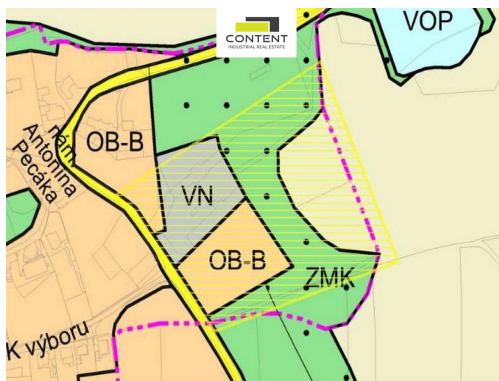 CONTENT
INDUSTRIAL REAL ESTATE
VOP
OB-B
nám.
Antonína
Pecáka
VN
OB-B
ZMK
K výboru